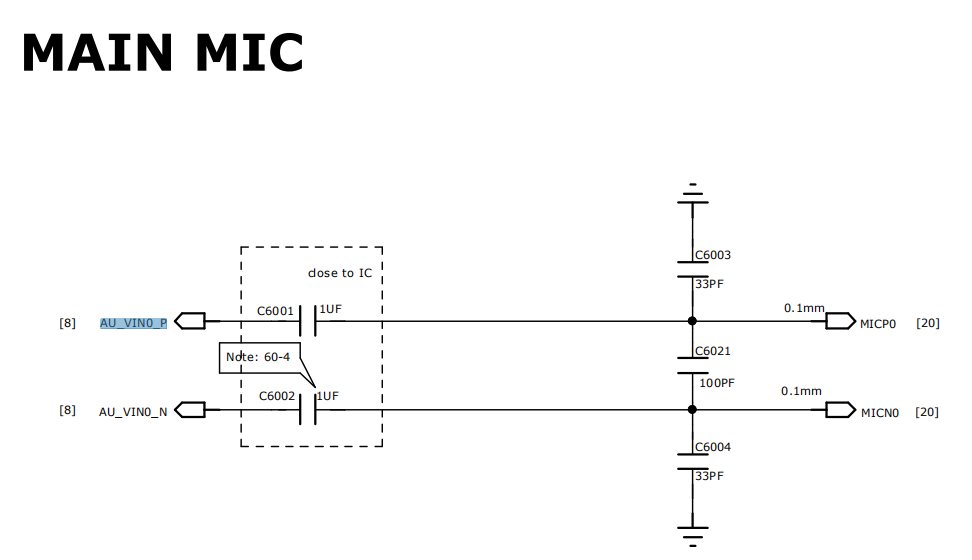 MAIN MIC
C6003
close to IC
33PF
C6001 1UF
0.1mm
[8] AU_VIN0_P
MICP0 [20]
Note: 60-4
C6021
100PF
C6002 1UF
0.1mm
[8] AU_VIN0_N
MICN0 [20]
C6004
33PF